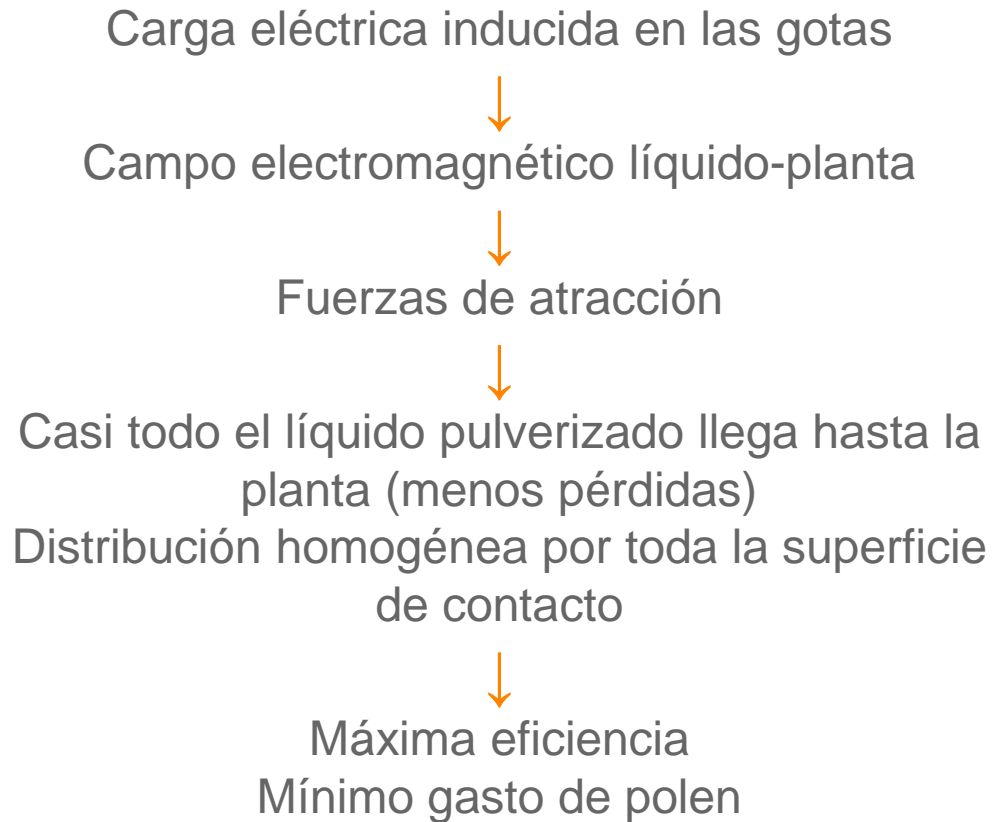 Carga eléctrica inducida en las gotas
Campo electromagnético líquido-planta
Fuerzas de atracción
Casi todo el líquido pulverizado llega hasta la
planta (menos pérdidas)
Distribución homogénea por toda la superficie
de contacto
Máxima eficiencia
Mínimo gasto de polen